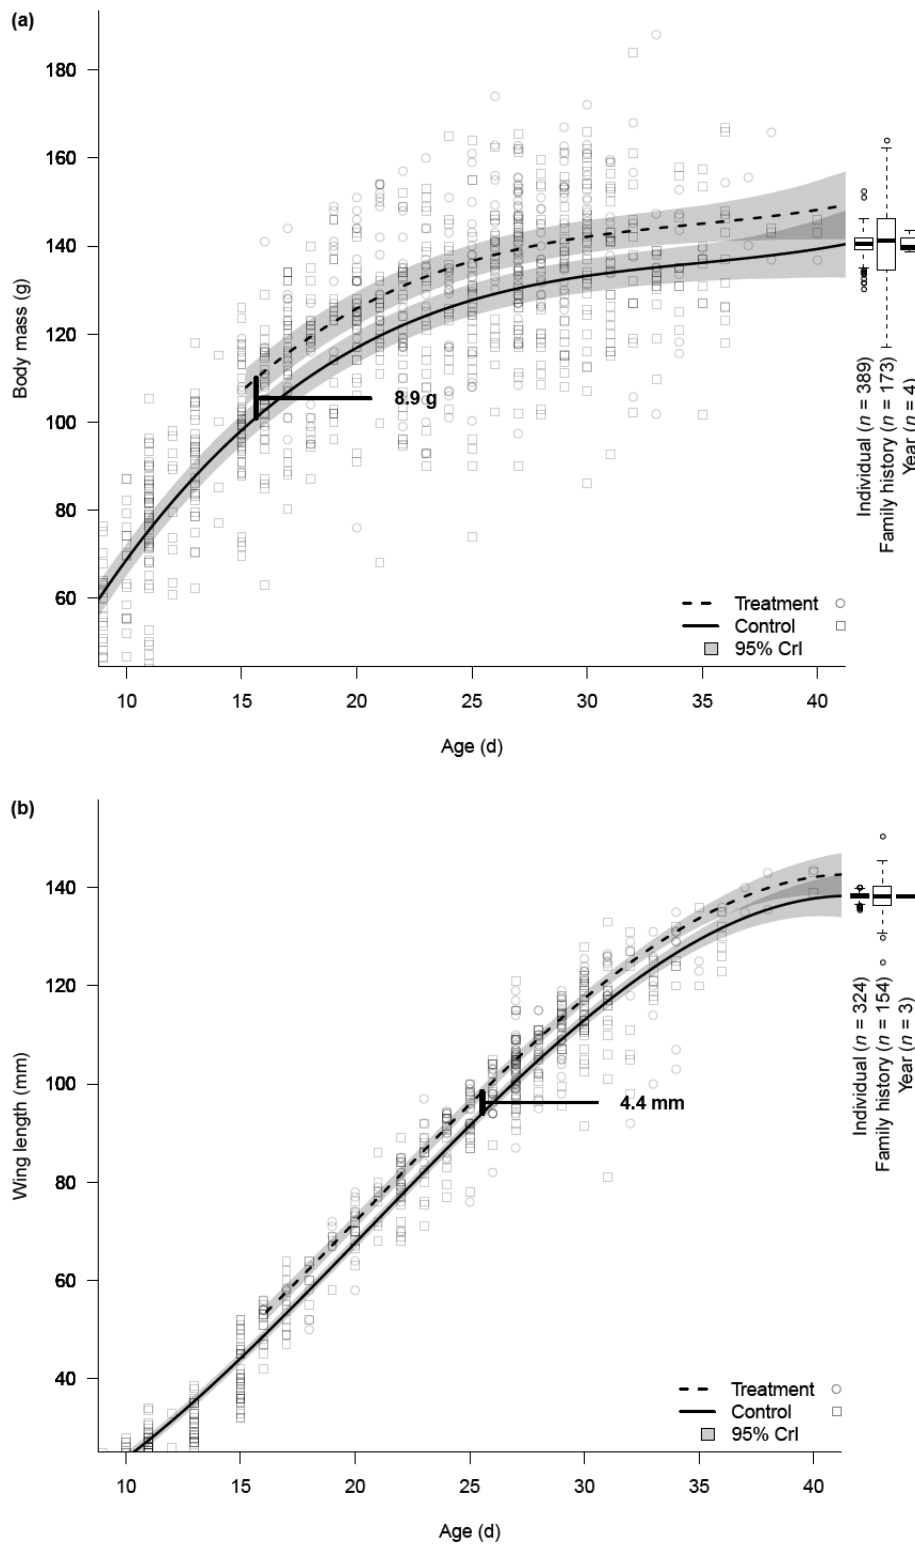 (a)
180
160
140
120
100
80
60
Body mass (g)
8.9 g
Treatment
Control
95% CrI
10 15 20 25 30 35 40
Age (d)
Individual (n = 389)
Family history (n = 173)
Year (n = 4)
(b)
140
120
100
80
60
40
Wing length (mm)
4.4 mm
Treatment
Control
95% CrI
10 15 20 25 30 35 40
Age (d)
Individual (n = 324)
Family history (n = 154)
Year (n = 3)